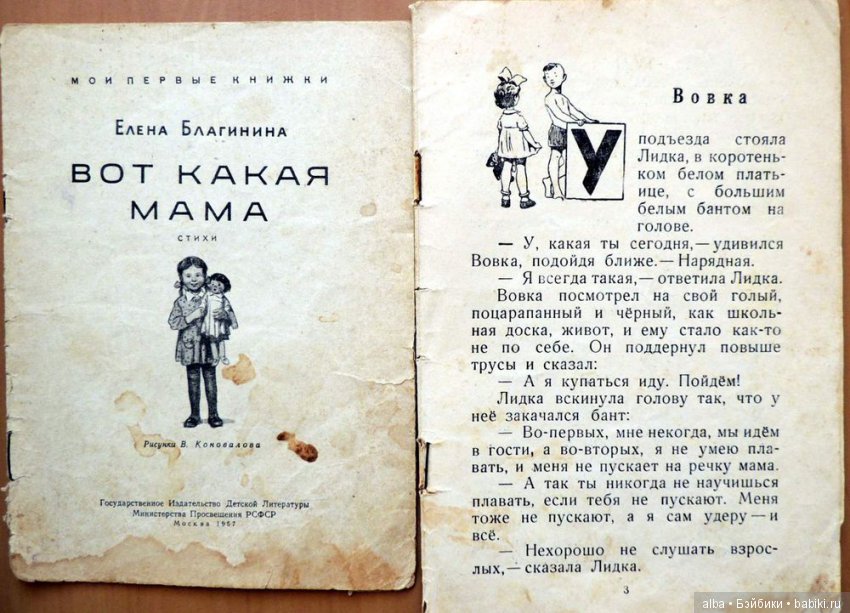 МОИ ПЕРВЫЕ КНИЖКИ
ЕЛЕНА БЛАГИНИНА
ВОТ КАКАЯ
МАМА
СТИХИ
Рисунки В. Коновалова
Государственное Издательство Детской Литературы
Министерства Просвещения РСФСР
Москва 1957
Вовка
У
подъезда стояла
Лидка, в коротень-
ком белом плать-
ице, с большим
белым бантом на
голове.
— У, какая ты сегодня,— удивился
Вовка, подойдя ближе.— Нарядная.
— Я всегда такая,— ответила Лидка.
Вовка посмотрел на свой голый,
поцарапанный и чёрный, как школь-
ная доска, живот, и ему стало как-то
не по себе. Он поддернул повыше
трусы и сказал:
— А я купаться иду. Пойдём!
Лидка вскинула голову так, что у
неё закачался бант:
— Во-первых, мне некогда, мы идём
в гости, а во-вторых, я не умею пла-
вать, и меня не пускает на речку мама.
— А так ты никогда не научишься
плавать, если тебя не пускают. Меня
тоже не пускают, а я сам удеру — и
всё.
— Нехорошо не слушать взрос-
лых,— сказала Лидка.
3
alba • Бэйбики • babiki.ru